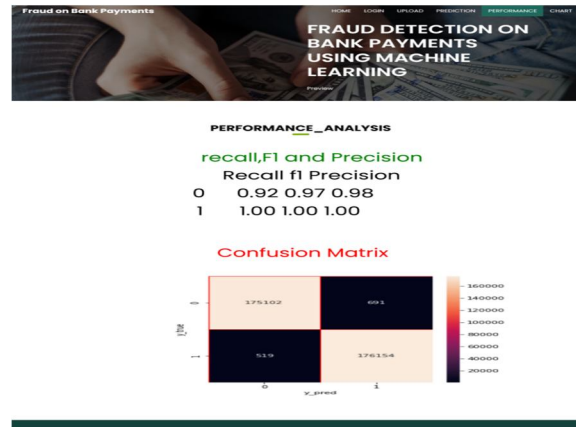 Fraud on Bank Payments
HOME LOGIN UPLOAD PREDICTION PERFORMANCE CHART
FRAUD DETECTION ON
BANK PAYMENTS
USING MACHINE
LEARNING
Preview
PERFORMANCE_ANALYSIS
recall,F1 and Precision
Recall f1 Precision
0 0.92 0.97 0.98
1 1.00 1.00 1.00
Confusion Matrix
0 175102 691
1 519 176154
y_true
0 1
y_pred
160000
140000
120000
100000
80000
60000
40000
20000